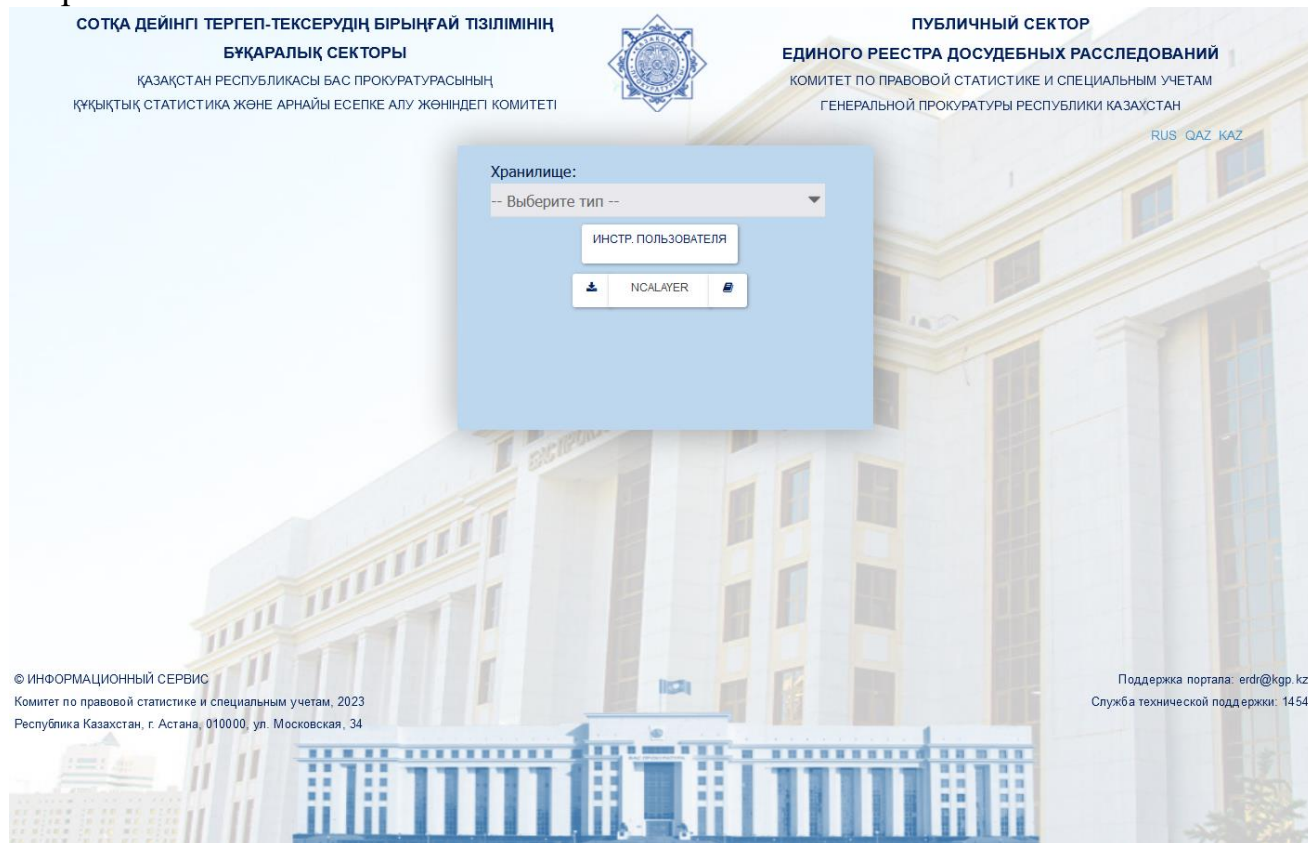 СОТҚА ДЕЙІНГІ ТЕРГЕП-ТЕКСЕРУДІҢ БІРЫҢҒАЙ ТІЗІЛІМІНІҢ
БҰҚАРАЛЫҚ СЕКТОРЫ
ҚАЗАҚСТАН РЕСПУБЛИКАСЫ БАС ПРОКУРАТУРАСЫНЫҢ
ҚҰҚЫҚТЫҚ СТАТИСТИКА ЖӘНЕ АРНАЙЫ ЕСЕПКЕ АЛУ ЖӨНІНДЕГІ КОМИТЕТІ
ПУБЛИЧНЫЙ СЕКТОР
ЕДИНОГО РЕЕСТРА ДОСУДЕБНЫХ РАССЛЕДОВАНИЙ
КОМИТЕТ ПО ПРАВОВОЙ СТАТИСТИКЕ И СПЕЦИАЛЬНЫМ УЧЕТАМ
ГЕНЕРАЛЬНОЙ ПРОКУРАТУРЫ РЕСПУБЛИКИ КАЗАХСТАН
RUS QAZ KAZ
Хранилище:
-- Выберите тип --
ИНСТР. ПОЛЬЗОВАТЕЛЯ
NCALAYER
© ИНФОРМАЦИОННЫЙ СЕРВИС
Комитет по правовой статистике и специальным учетам, 2023
Республика Казахстан, г. Астана, 010000, ул. Московская, 34
Поддержка портала: erdr@kgp.kz
Служба технической поддержки: 1454